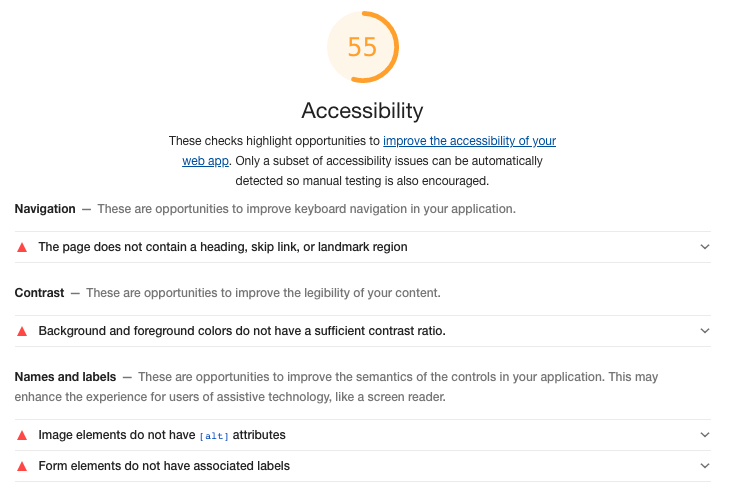 55
Accessibility
These checks highlight opportunities to improve the accessibility of your
web app. Only a subset of accessibility issues can be automatically
detected so manual testing is also encouraged.
Navigation — These are opportunities to improve keyboard navigation in your application.
The page does not contain a heading, skip link, or landmark region
Contrast — These are opportunities to improve the legibility of your content.
Background and foreground colors do not have a sufficient contrast ratio.
Names and labels — These are opportunities to improve the semantics of the controls in your application. This may
enhance the experience for users of assistive technology, like a screen reader.
Image elements do not have [alt] attributes
Form elements do not have associated labels